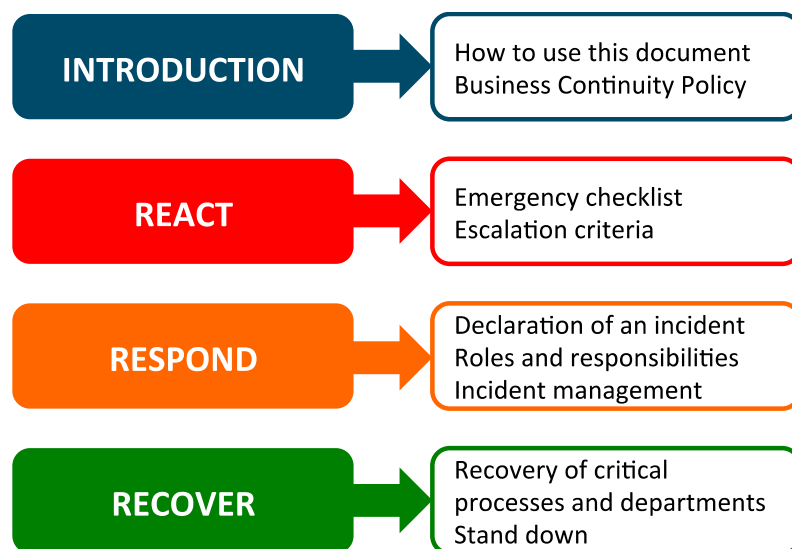 INTRODUCTION
How to use this document
Business Continuity Policy
REACT
Emergency checklist
Escalation criteria
RESPOND
Declaration of an incident
Roles and responsibilities
Incident management
RECOVER
Recovery of critical
processes and departments
Stand down